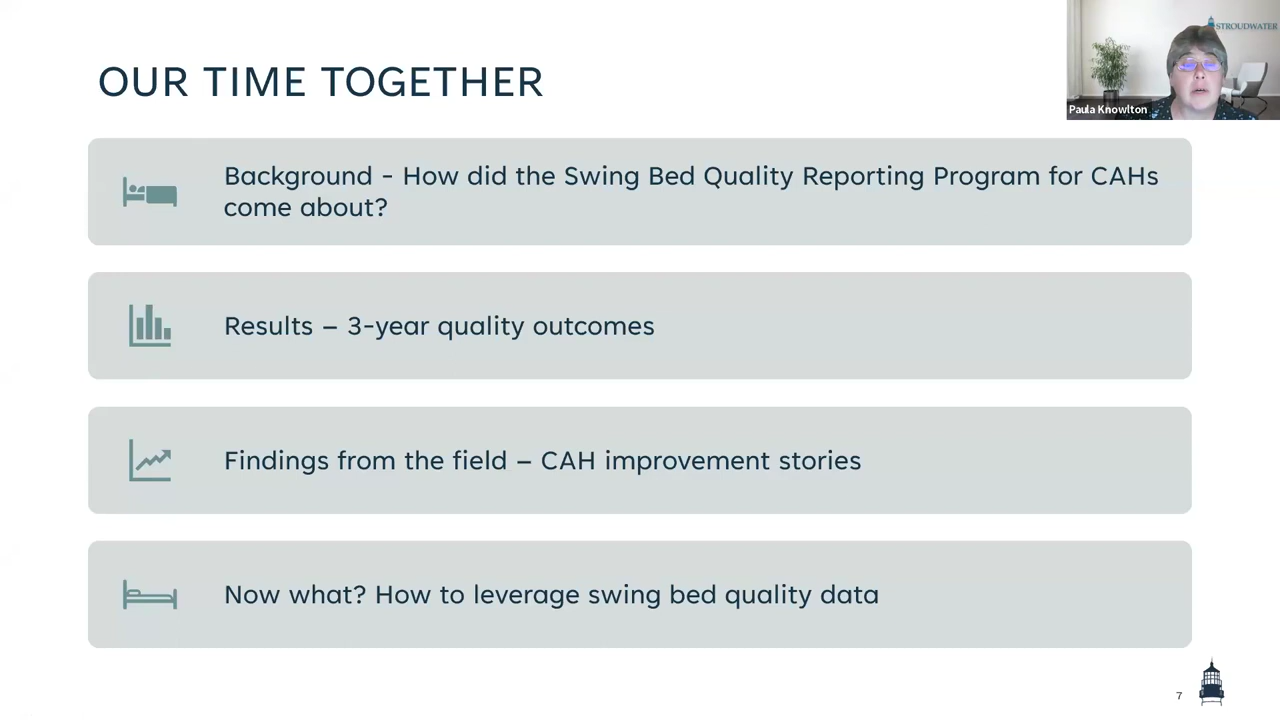 STROUDWATER
OUR TIME TOGETHER
Paula Knowlton
Background - How did the Swing Bed Quality Reporting Program for CAHs
come about?
Results – 3-year quality outcomes
Findings from the field – CAH improvement stories
Now what? How to leverage swing bed quality data
7